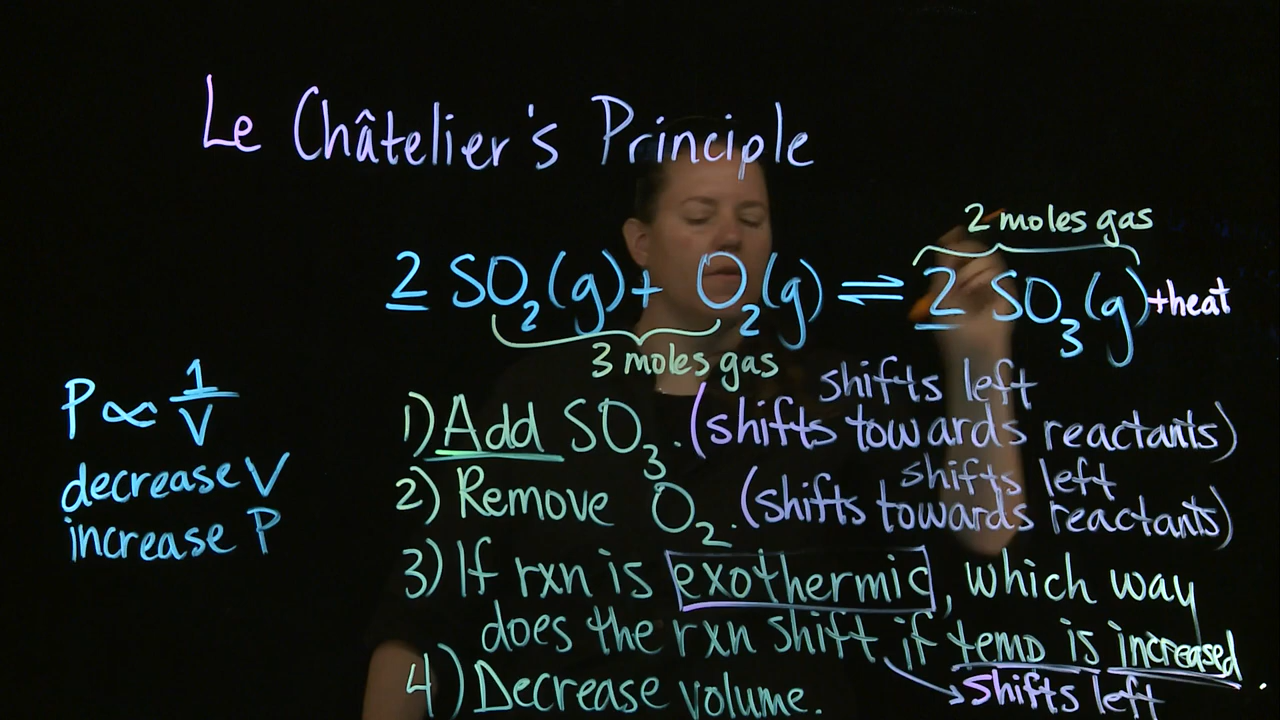 Le Châtelier's Principle
2 moles gas
2 SO₂(g) + O₂(g) ⇌ 2 SO₃(g) + heat
3 moles gas
P ∝ 1/V
decrease V
increase P
shifts left
1) Add SO₃. (shifts towards reactants)
shifts left
2) Remove O₂. (shifts towards reactants)
3) If rxn is exothermic, which way
does the rxn shift if temp is increased.
shifts left
4) Decrease volume.